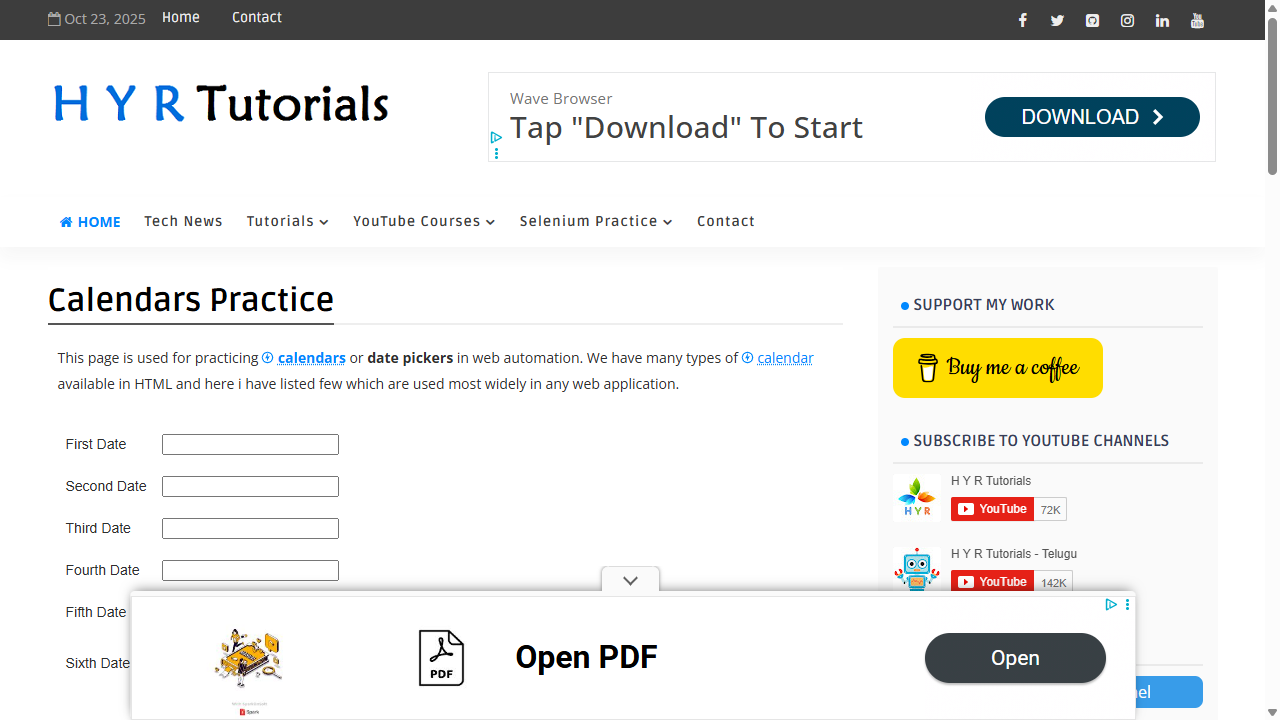 Oct 23, 2025 Home Contact
H Y R Tutorials
Wave Browser
Tap "Download" To Start
DOWNLOAD
HOME Tech News Tutorials YouTube Courses Selenium Practice Contact
Calendars Practice
This page is used for practicing calendars or date pickers in web automation. We have many types of calendar
available in HTML and here i have listed few which are used most widely in any web application.
First Date
Second Date
Third Date
Fourth Date
Fifth Date
Sixth Date
SUPPORT MY WORK
Buy me a coffee
SUBSCRIBE TO YOUTUBE CHANNELS
H Y R Tutorials
HYR
YouTube 72K
H Y R Tutorials - Telugu
YouTube 142K
PDF
Open PDF
Open